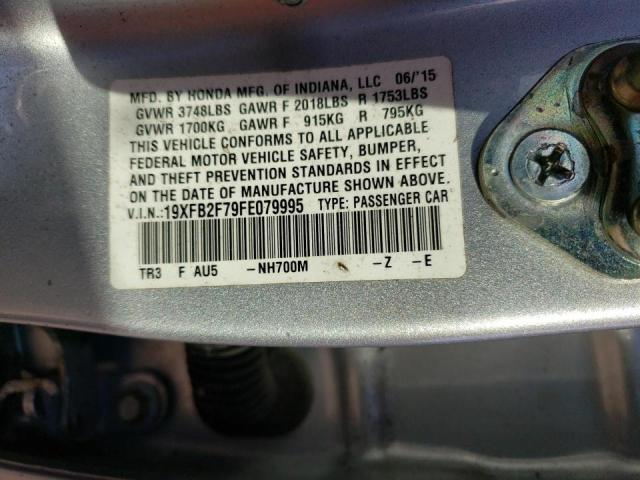 MFD. BY HONDA MFG. OF INDIANA, LLC 06/'15
GVWR 3748LBS GAWR F 2018LBS R 1753LBS
GVWR 1700KG GAWR F 915KG R 795KG
THIS VEHICLE CONFORMS TO ALL APPLICABLE
FEDERAL MOTOR VEHICLE SAFETY, BUMPER,
AND THEFT PREVENTION STANDARDS IN EFFECT
ON THE DATE OF MANUFACTURE SHOWN ABOVE.
V.I.N.:19XFB2F79FE079995 TYPE: PASSENGER CAR
TR3 F AU5 -NH700M -Z -E